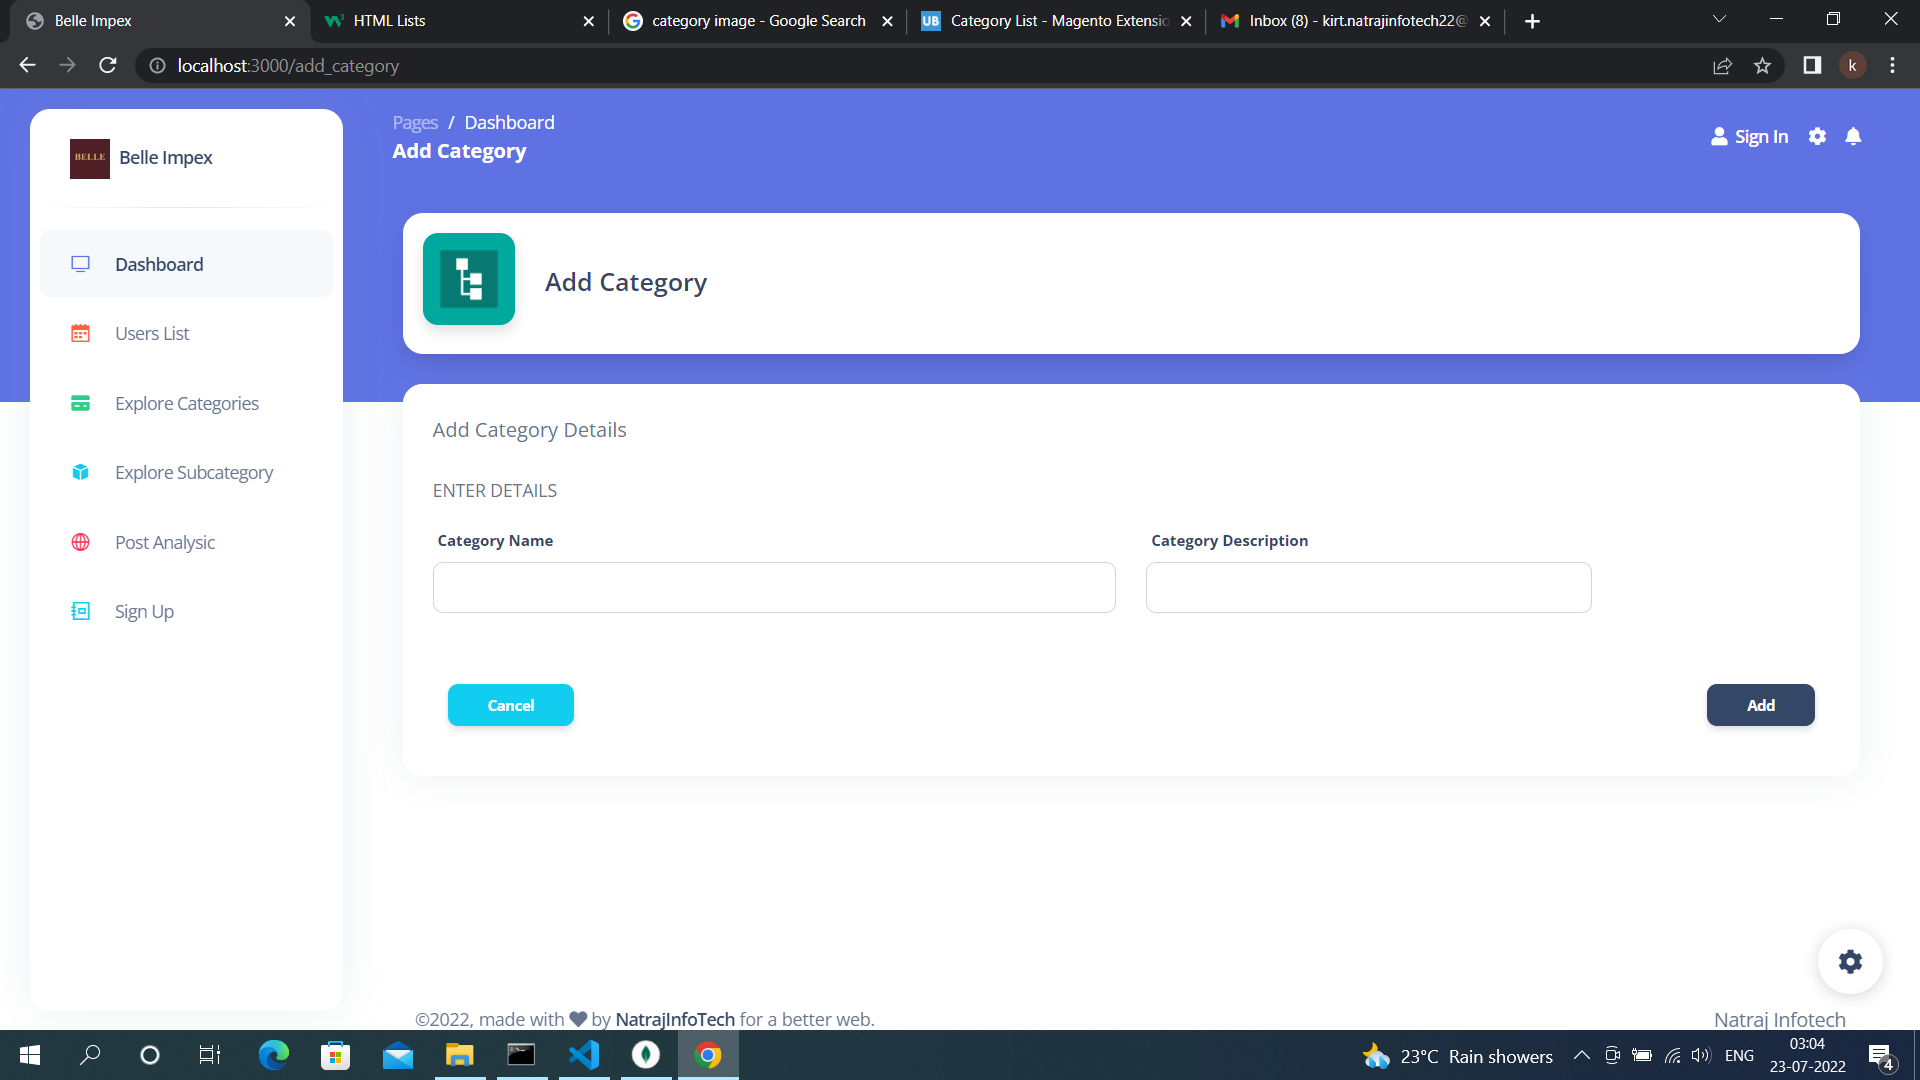 Belle Impex
HTML Lists
category image - Google Search
UB
Category List - Magento Extensio
Inbox (8) - kirt.natrajinfotech22@
localhost:3000/add_category
k
BELLE
Belle Impex
Pages / Dashboard
Add Category
Sign In
Dashboard
Users List
Explore Categories
Explore Subcategory
Post Analysic
Sign Up
Add Category
Add Category Details
ENTER DETAILS
Category Name
Category Description
Cancel
Add
©2022, made with by NatrajInfoTech for a better web.
Natraj Infotech
23°C Rain showers
ENG
03:04
23-07-2022
4